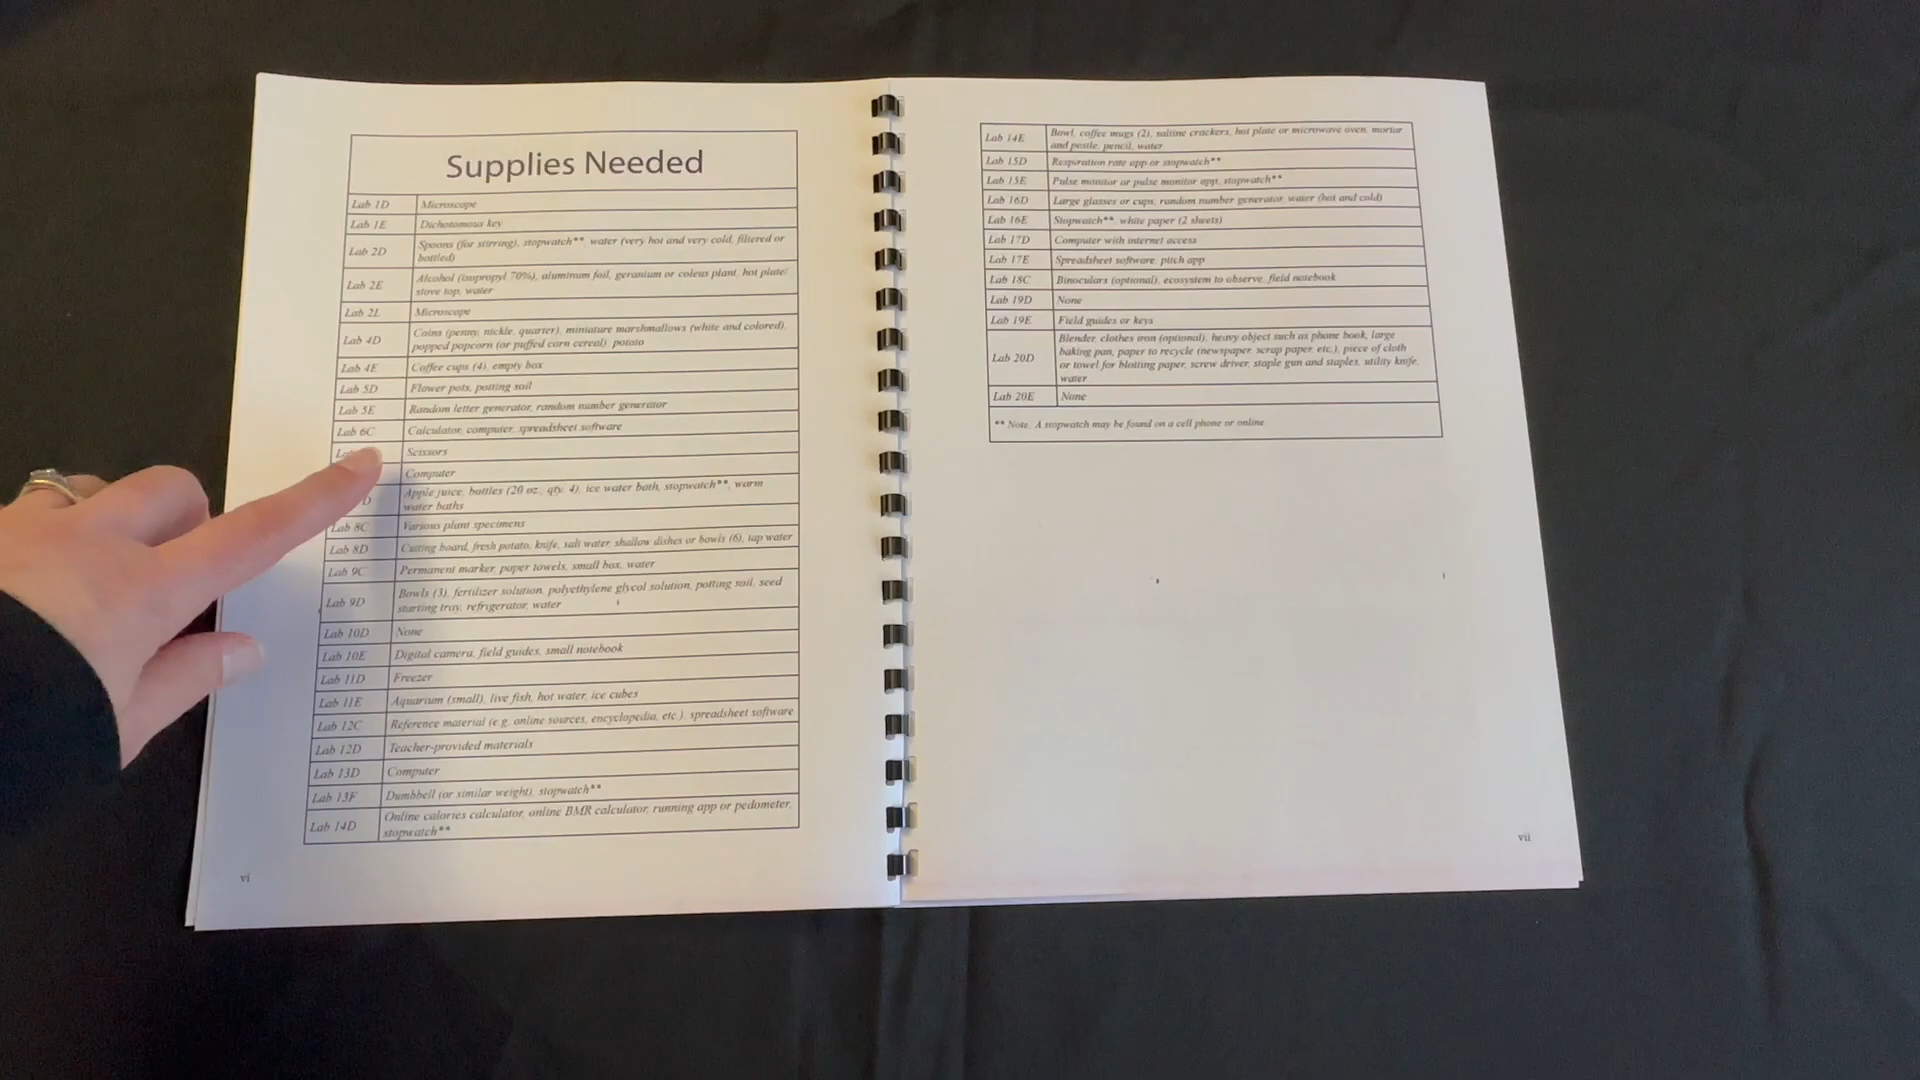 Supplies Needed
Lab 1D Microscope
Lab 1E Dichotomous key
Lab 2D Spoons (for stirring), stopwatch**, water (very hot and very cold, filtered or
bottled)
Lab 2E Alcohol (isopropyl 70%), aluminum foil, geranium or coleus plant, hot plate/
stove top, water
Lab 2L Microscope
Lab 4D Coins (penny, nickle, quarter), miniature marshmallows (white and colored),
popped popcorn (or puffed corn cereal), potato
Lab 4E Coffee cups (4), empty box
Lab 5D Flower pots, potting soil
Lab 5E Random letter generator, random number generator
Lab 6C Calculator, computer, spreadsheet software
Scissors
Computer
D Apple juice, bottles (20 oz., qty. 4), ice water bath, stopwatch**, warm
water baths
Lab 8C Various plant specimens
Lab 8D Cutting board, fresh potato, knife, salt water, shallow dishes or bowls (6), tap water
Lab 9C Permanent marker, paper towels, small box, water
Lab 9D Bowls (3), fertilizer solution, polyethylene glycol solution, potting soil, seed
starting tray, refrigerator, water
Lab 10D None
Lab 10E Digital camera, field guides, small notebook
Lab 11D Freezer
Lab 11E Aquarium (small), live fish, hot water, ice cubes
Lab 12C Reference material (e.g. online sources, encyclopedia, etc.), spreadsheet software
Lab 12D Teacher-provided materials
Lab 13D Computer
Lab 13F Dumbbell (or similar weight), stopwatch**
Lab 14D Online calories calculator, online BMR calculator, running app or pedometer,
stopwatch**
vi
Lab 14E Bowl, coffee mugs (2), saltine crackers, hot plate or microwave oven, mortar
and pestle, pencil, water
Lab 15D Respiration rate app or stopwatch**
Lab 15E Pulse monitor or pulse monitor app, stopwatch**
Lab 16D Large glasses or cups, random number generator, water (hot and cold)
Lab 16E Stopwatch**, white paper (2 sheets)
Lab 17D Computer with internet access
Lab 17E Spreadsheet software, pitch app
Lab 18C Binoculars (optional), ecosystem to observe, field notebook
Lab 19D None
Lab 19E Field guides or keys
Lab 20D Blender, clothes iron (optional), heavy object such as phone book, large
baking pan, paper to recycle (newspaper, scrap paper, etc.), piece of cloth
or towel for blotting paper, screw driver, staple gun and staples, utility knife,
water
Lab 20E None
** Note: A stopwatch may be found on a cell phone or online
vii